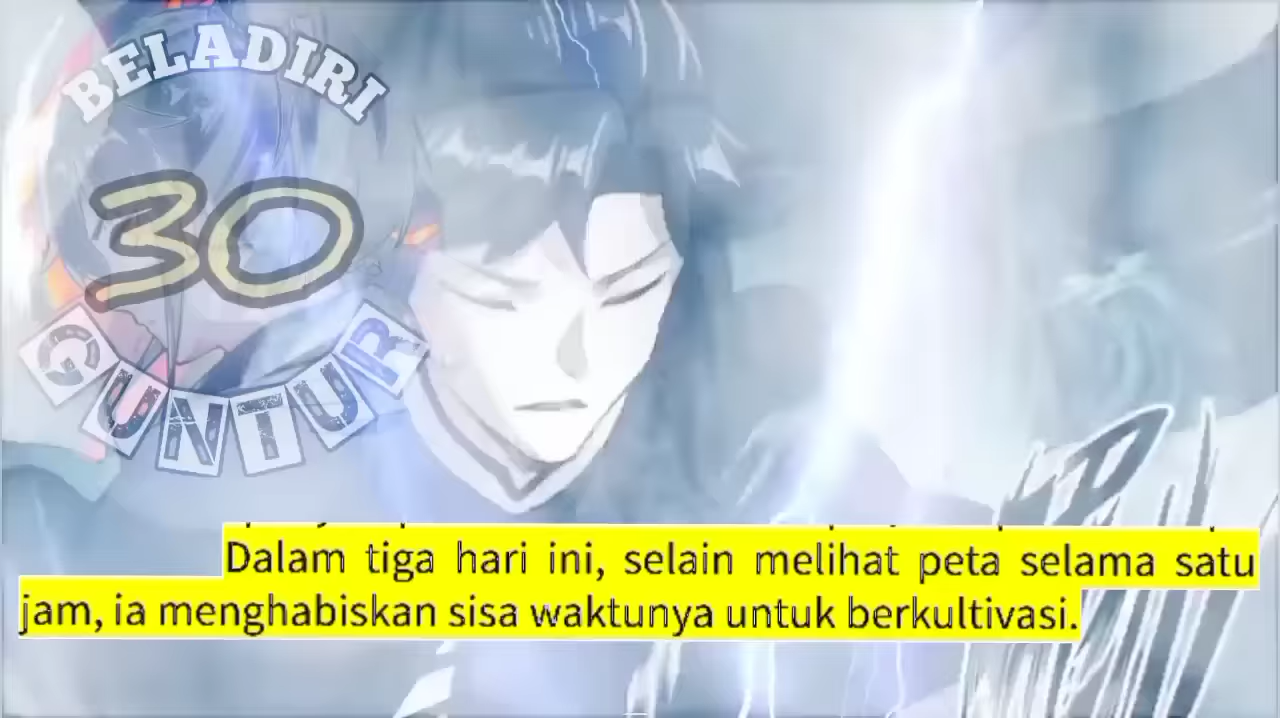 BELADIRI
30
GUNTUR
Dalam tiga hari ini, selain melihat peta selama satu
jam, ia menghabiskan sisa waktunya untuk berkultivasi.